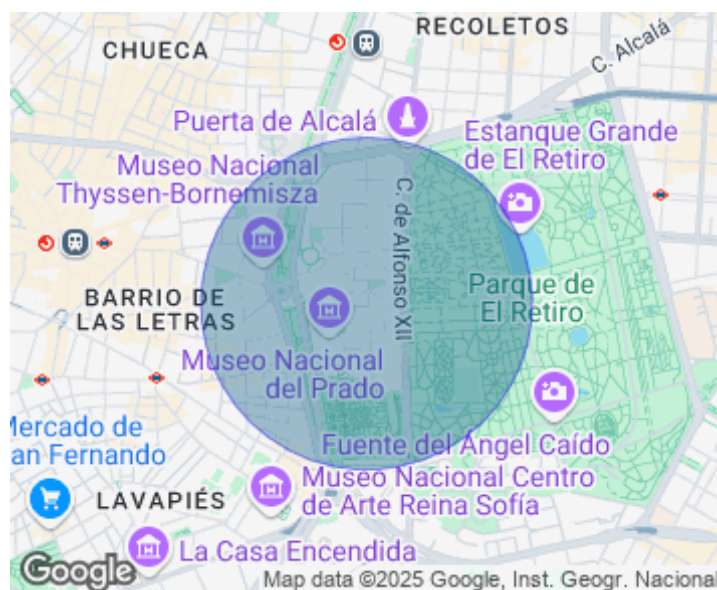 RECOLETOS
CHUECA
C. Alcalá
Puerta de Alcalá
Estanque Grande
de El Retiro
Museo Nacional
Thyssen-Bornemisza
C. de Alfonso XII
BARRIO DE
LAS LETRAS
Parque de
El Retiro
Museo Nacional
del Prado
Mercado de
an Fernando
Fuente del Ángel Caído
Museo Nacional Centro
de Arte Reina Sofía
LAVAPIÉS
La Casa Encendida
Google
Map data ©2025 Google, Inst. Geogr. Nacional